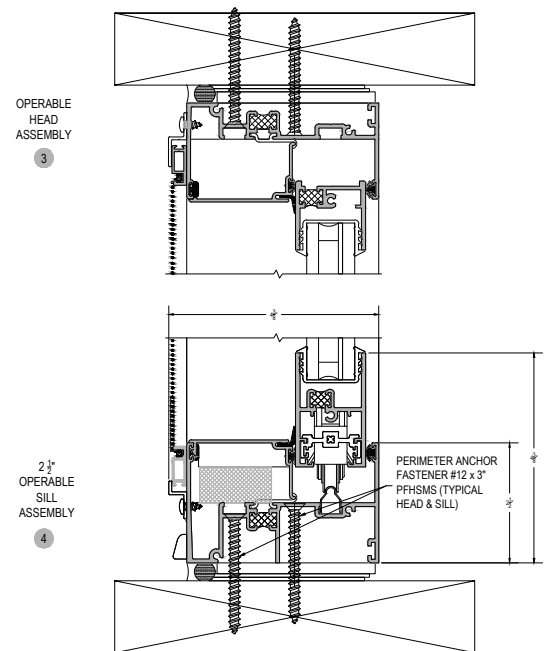 OPERABLE
HEAD
ASSEMBLY
3
2 1/2"
OPERABLE
SILL
ASSEMBLY
4
PERIMETER ANCHOR
FASTENER #12 x 3"
PFHSMS (TYPICAL
HEAD & SILL)